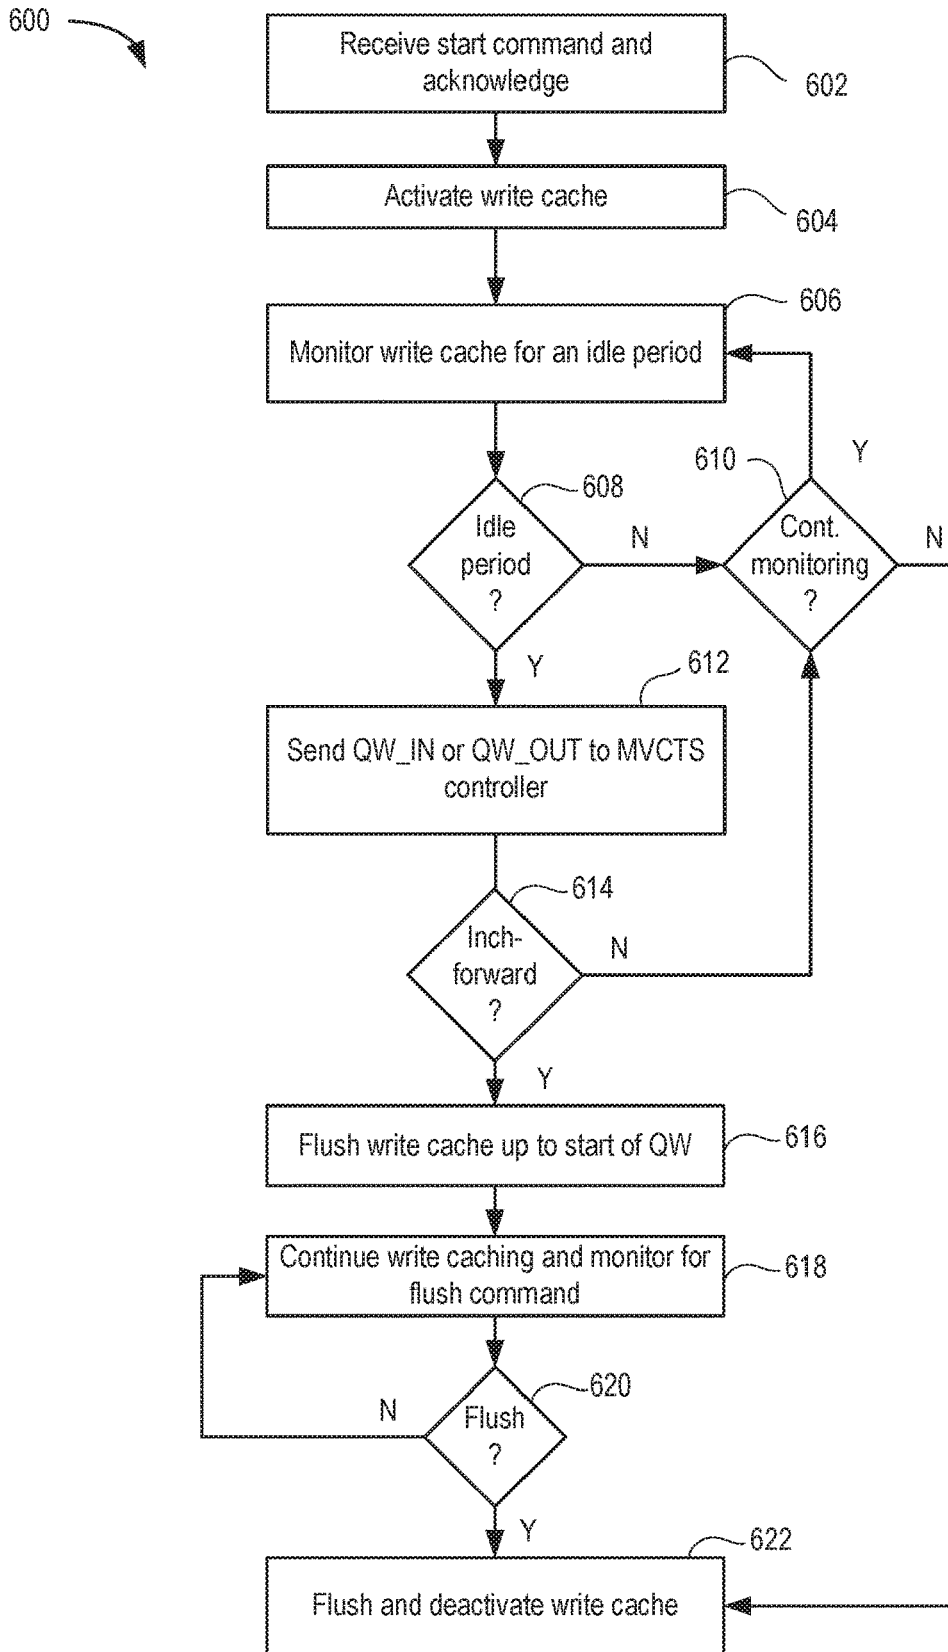 600
Receive start command and
acknowledge
602
Activate write cache
604
606
Monitor write cache for an idle period
608
Idle
period
?
N
610
Cont.
monitoring
?
Y
N
Y
612
Send QW_IN or QW_OUT to MVCTS
controller
614
Inch-
forward
?
N
Y
Flush write cache up to start of QW
616
Continue write caching and monitor for
flush command
618
620
Flush
?
N
Y
622
Flush and deactivate write cache